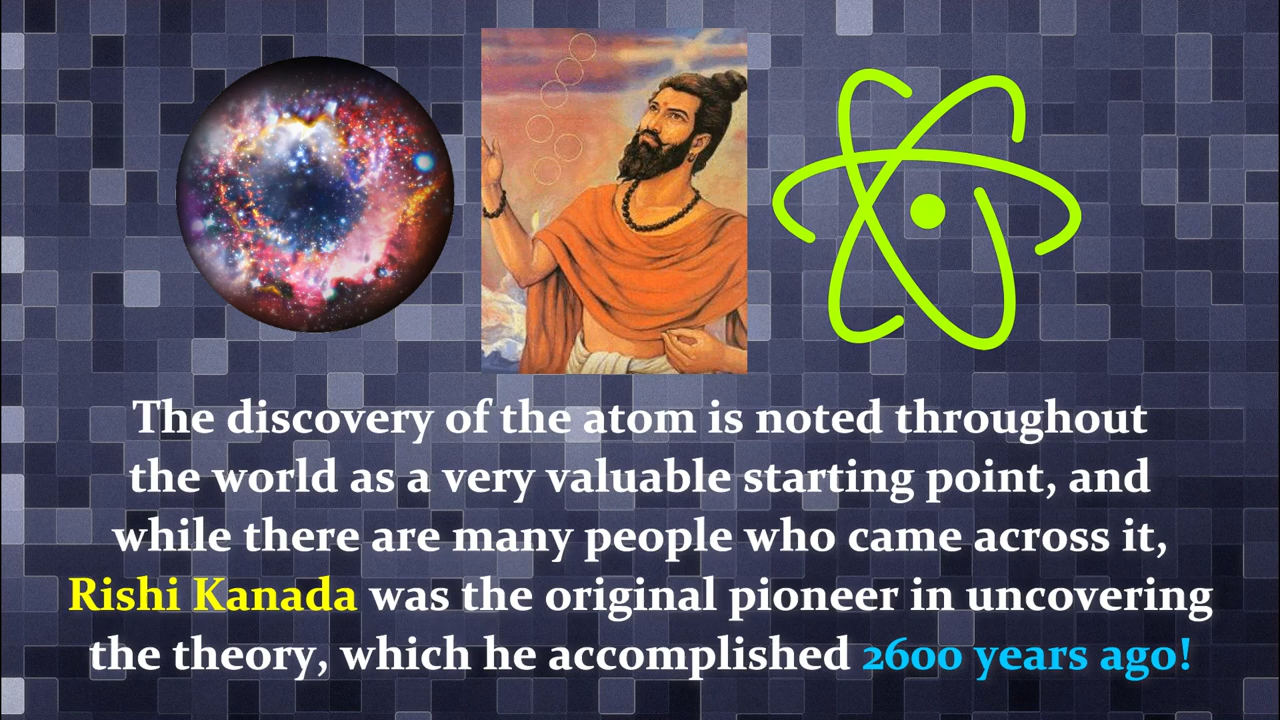 The discovery of the atom is noted throughout
the world as a very valuable starting point, and
while there are many people who came across it,
Rishi Kanada was the original pioneer in uncovering
the theory, which he accomplished 2600 years ago!